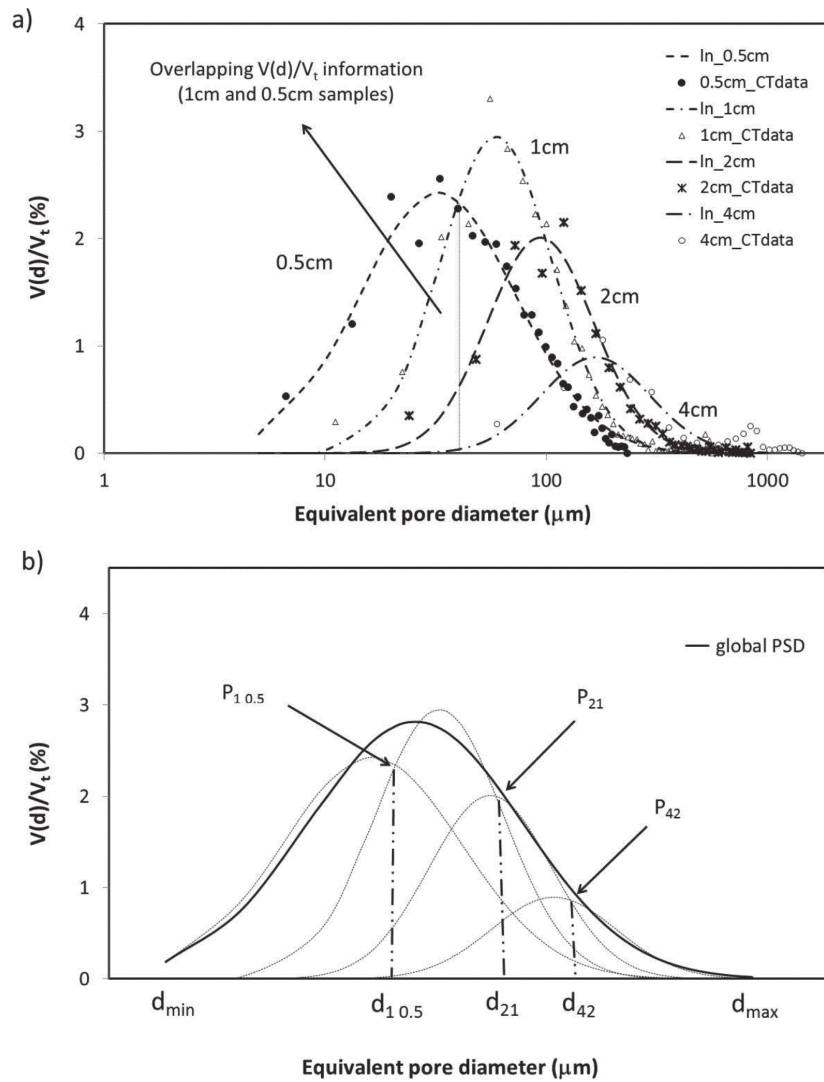 a)
4
3
2
1
0
V(d)/Vt (%)
Overlapping V(d)/Vt information
(1cm and 0.5cm samples)
0.5cm
1cm
2cm
4cm
ln_0.5cm
0.5cm_CTdata
ln_1cm
1cm_CTdata
ln_2cm
2cm_CTdata
ln_4cm
4cm_CTdata
1 10 100 1000
Equivalent pore diameter (μm)
b)
4
3
2
1
0
V(d)/Vt (%)
global PSD
P1 0.5
P21
P42
dmin d1 0.5 d21 d42 dmax
Equivalent pore diameter (μm)